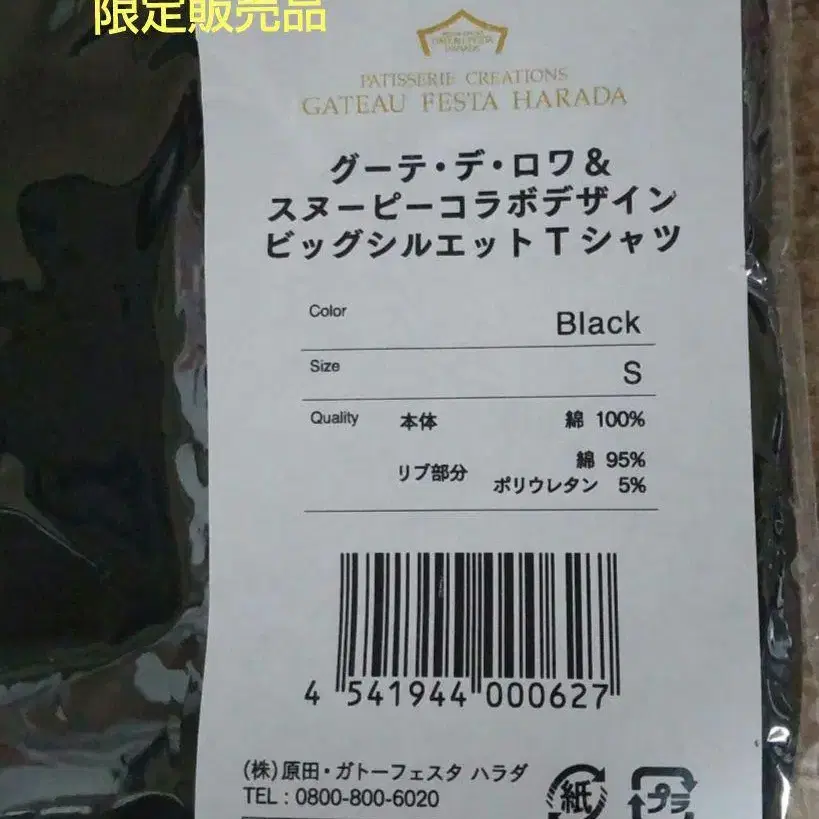 限定販売品
GATEAU FESTA
HARADA
PATISSERIE CREATIONS
GATEAU FESTA HARADA
グーテ・デ・ロワ&
スヌーピーコラボデザイン
ビッグシルエットTシャツ
Color Black
Size S
Quality 本体 綿 100%
リブ部分 綿 95%
ポリウレタン 5%
4 541944 000627
(株)原田・ガトーフェスタ ハラダ
TEL : 0800-800-6020
紙 プラ